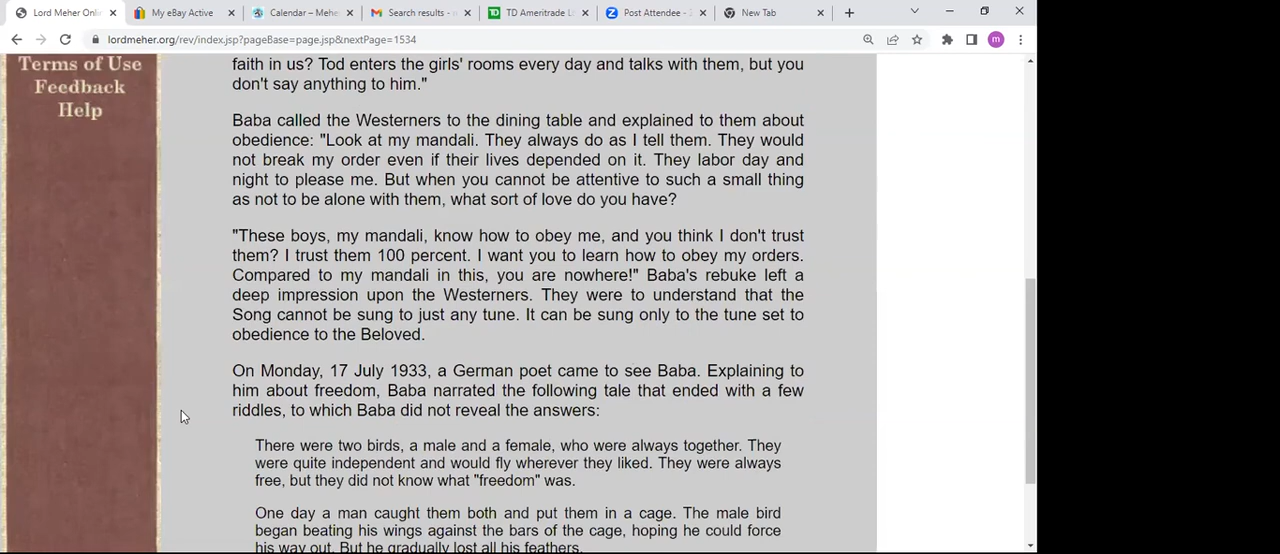 Lord Meher Onli
My eBay Active
Calendar – Mehe
Search results -
TD Ameritrade L
Post Attendee - Z
New Tab
lordmeher.org/rev/index.jsp?pageBase=page.jsp&nextPage=1534
m
Terms of Use
Feedback
Help
faith in us? Tod enters the girls' rooms every day and talks with them, but you
don't say anything to him."
Baba called the Westerners to the dining table and explained to them about
obedience: "Look at my mandali. They always do as I tell them. They would
not break my order even if their lives depended on it. They labor day and
night to please me. But when you cannot be attentive to such a small thing
as not to be alone with them, what sort of love do you have?
"These boys, my mandali, know how to obey me, and you think I don't trust
them? I trust them 100 percent. I want you to learn how to obey my orders.
Compared to my mandali in this, you are nowhere!" Baba's rebuke left a
deep impression upon the Westerners. They were to understand that the
Song cannot be sung to just any tune. It can be sung only to the tune set to
obedience to the Beloved.
On Monday, 17 July 1933, a German poet came to see Baba. Explaining to
him about freedom, Baba narrated the following tale that ended with a few
riddles, to which Baba did not reveal the answers:
There were two birds, a male and a female, who were always together. They
were quite independent and would fly wherever they liked. They were always
free, but they did not know what "freedom" was.
One day a man caught them both and put them in a cage. The male bird
began beating his wings against the bars of the cage, hoping he could force
his way out. But he gradually lost all his feathers.